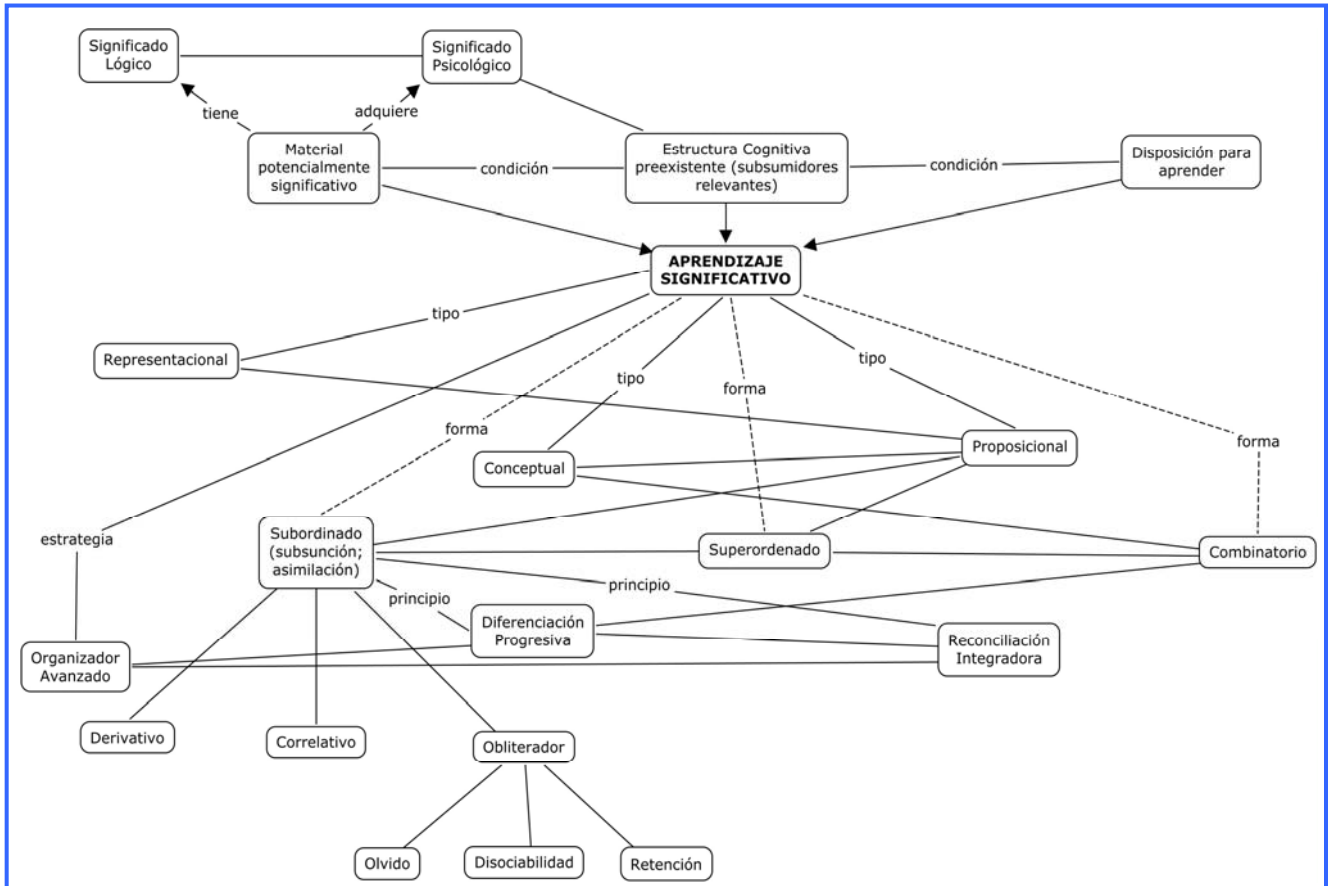 Significado
Lógico
Significado
Psicológico
tiene
adquiere
Material
potencialmente
significativo
condición
Estructura Cognitiva
preexistente (subsumidores
relevantes)
condición
Disposición para
aprender
APRENDIZAJE
SIGNIFICATIVO
tipo
Representacional
tipo
forma
tipo
forma
forma
Conceptual
Proposicional
estrategia
Subordinado
(subsunción;
asimilación)
Superordenado
Combinatorio
principio
principio
Diferenciación
Progresiva
Reconciliación
Integradora
Organizador
Avanzado
Derivativo
Correlativo
Obliterador
Olvido
Disociabilidad
Retención